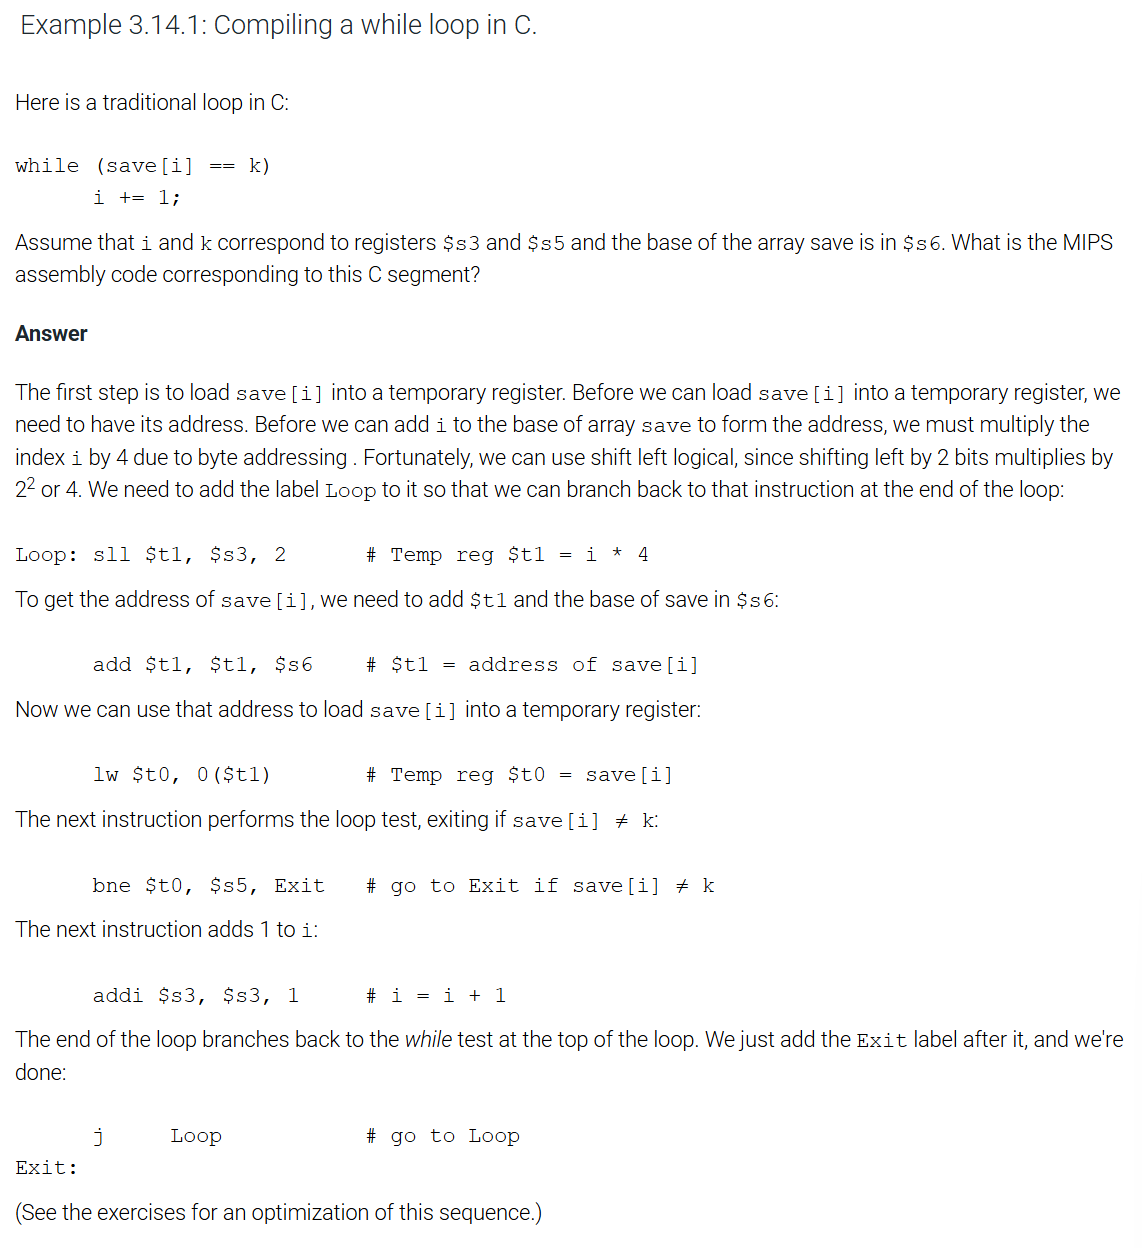 Example 3.14.1: Compiling a while loop in C.
Here is a traditional loop in C:
while (save[i] == k)
      i += 1;
Assume that i and k correspond to registers $s3 and $s5 and the base of the array save is in $s6. What is the MIPS
assembly code corresponding to this C segment?
Answer
The first step is to load save[i] into a temporary register. Before we can load save[i] into a temporary register, we
need to have its address. Before we can add i to the base of array save to form the address, we must multiply the
index i by 4 due to byte addressing . Fortunately, we can use shift left logical, since shifting left by 2 bits multiplies by
2² or 4. We need to add the label Loop to it so that we can branch back to that instruction at the end of the loop:
Loop: sll $t1, $s3, 2      # Temp reg $t1 = i * 4
To get the address of save[i], we need to add $t1 and the base of save in $s6:
      add $t1, $t1, $s6    # $t1 = address of save[i]
Now we can use that address to load save[i] into a temporary register:
      lw $t0, 0($t1)       # Temp reg $t0 = save[i]
The next instruction performs the loop test, exiting if save[i] ≠ k:
      bne $t0, $s5, Exit   # go to Exit if save[i] ≠ k
The next instruction adds 1 to i:
      addi $s3, $s3, 1     # i = i + 1
The end of the loop branches back to the while test at the top of the loop. We just add the Exit label after it, and we're
done:
      j     Loop           # go to Loop
Exit:
(See the exercises for an optimization of this sequence.)